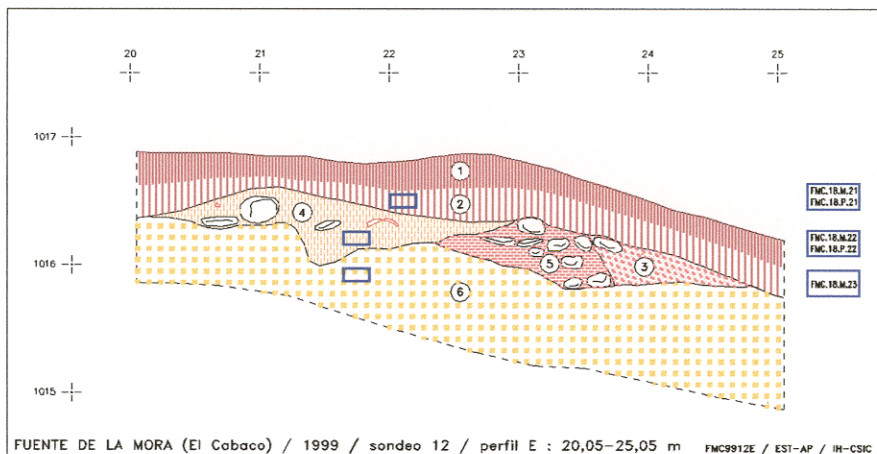 20 21 22 23 24 25
1017
1
2
4
FMC.18.M.21
FMC.18.P.21
FMC.18.M.22
FMC.18.P.22
1016
5
3
FMC.18.M.23
6
1015
FUENTE DE LA MORA (El Cabaco) / 1999 / sondeo 12 / perfil E : 20,05-25,05 m FMC9912E / EST-AP / IH-CSIC